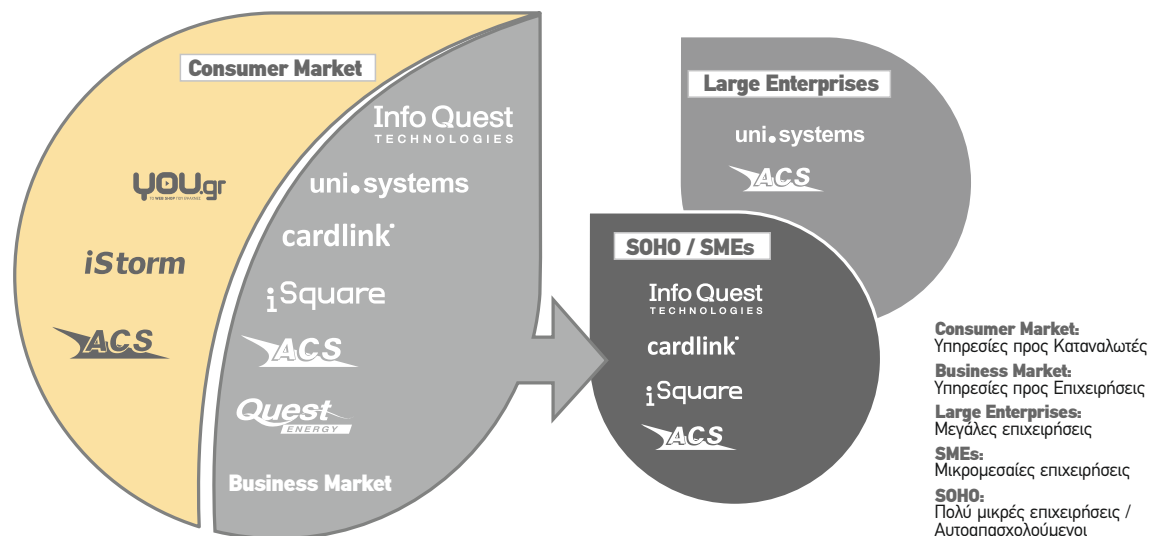 Consumer Market
YOU.gr
iStorm
ACS
Info Quest
TECHNOLOGIES
uni.systems
cardlink
iSquare
ACS
Quest
ENERGY
Business Market
Large Enterprises
uni.systems
ACS
SOHO / SMEs
Info Quest
TECHNOLOGIES
cardlink
iSquare
ACS
Consumer Market:
Υπηρεσίες προς Καταναλωτές
Business Market:
Υπηρεσίες προς Επιχειρήσεις
Large Enterprises:
Μεγάλες επιχειρήσεις
SMEs:
Μικρομεσαίες επιχειρήσεις
SOHO:
Πολύ μικρές επιχειρήσεις /
Αυτοαπασχολούμενοι